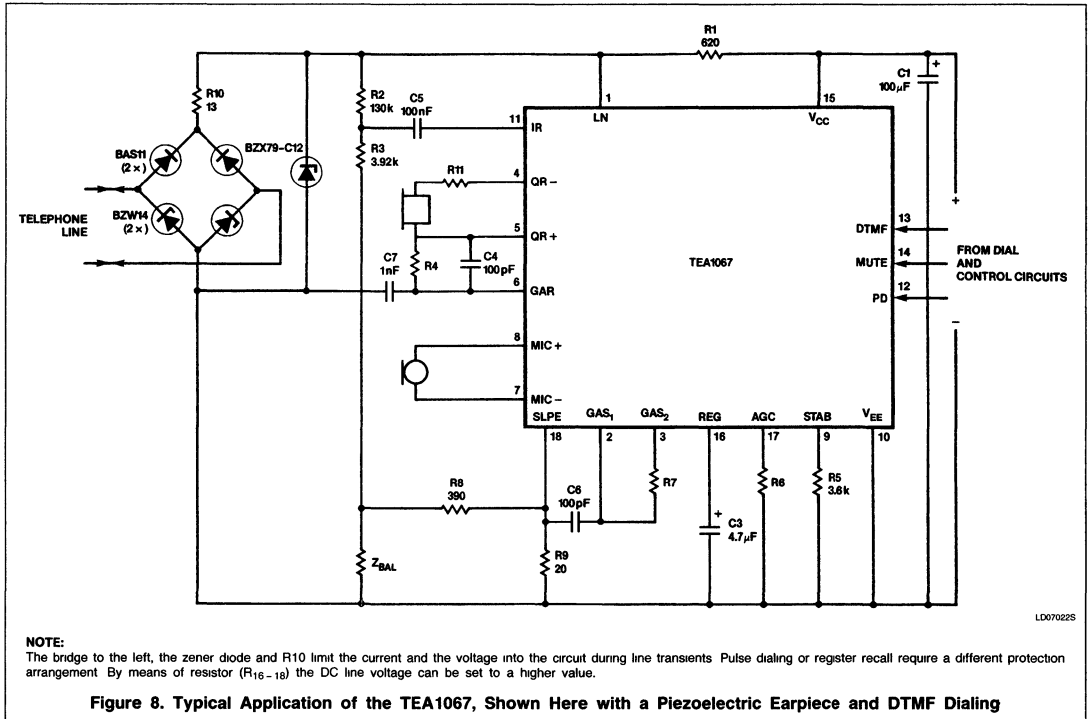 R1
620
C1
100μF
+
R10
13
R2
130k
C5
100nF
1
LN
15
VCC
11
IR
BAS11
(2×)
BZX79-C12
R3
3.92k
R11
4
QR −
TELEPHONE
LINE
BZW14
(2×)
5
QR +
C7
1nF
R4
C4
100pF
6
GAR
TEA1067
DTMF
13
MUTE
14
PD
12
+
FROM DIAL
AND
CONTROL CIRCUITS
−
8
MIC +
7
MIC −
SLPE
GAS1
GAS2
REG
AGC
STAB
VEE
18
2
3
16
17
9
10
R8
390
C6
100pF
R7
+
C3
4.7μF
R6
R5
3.6k
ZBAL
R9
20
LD07022S
NOTE:
The bridge to the left, the zener diode and R10 limit the current and the voltage into the circuit during line transients Pulse dialing or register recall require a different protection
arrangement By means of resistor (R16 – 18) the DC line voltage can be set to a higher value.
Figure 8. Typical Application of the TEA1067, Shown Here with a Piezoelectric Earpiece and DTMF Dialing